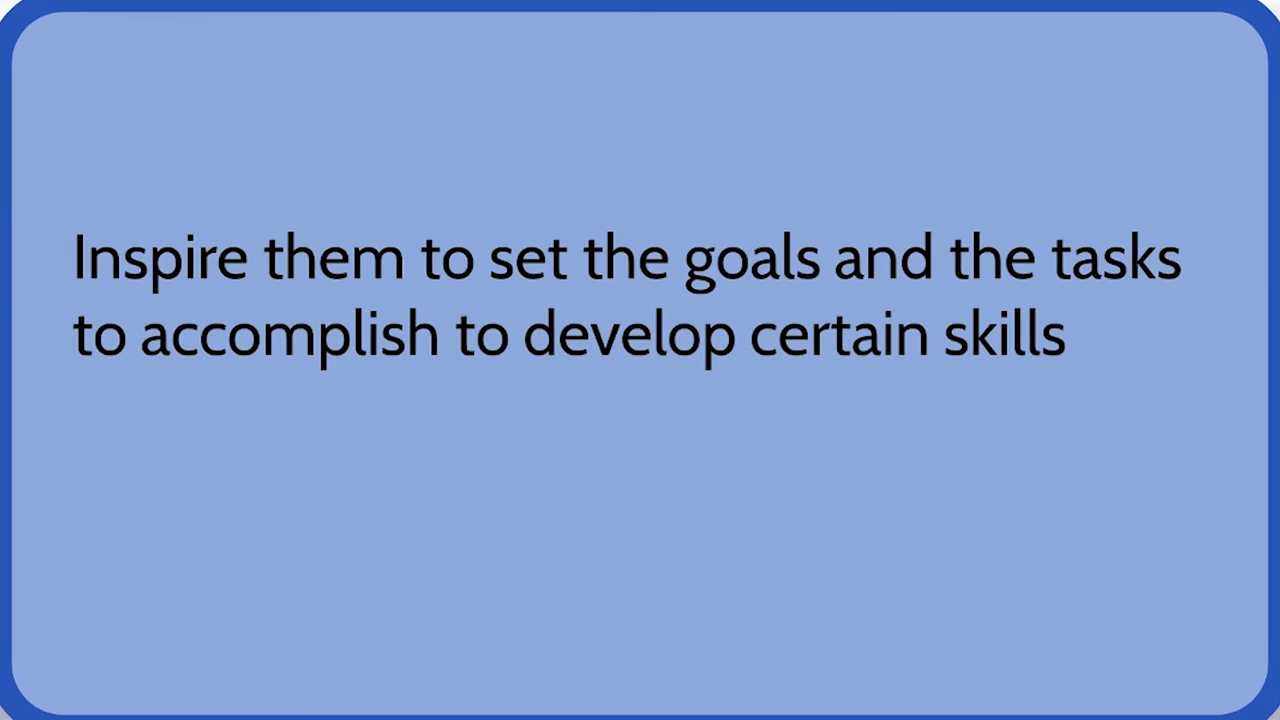 Inspire them to set the goals and the tasks
to accomplish to develop certain skills